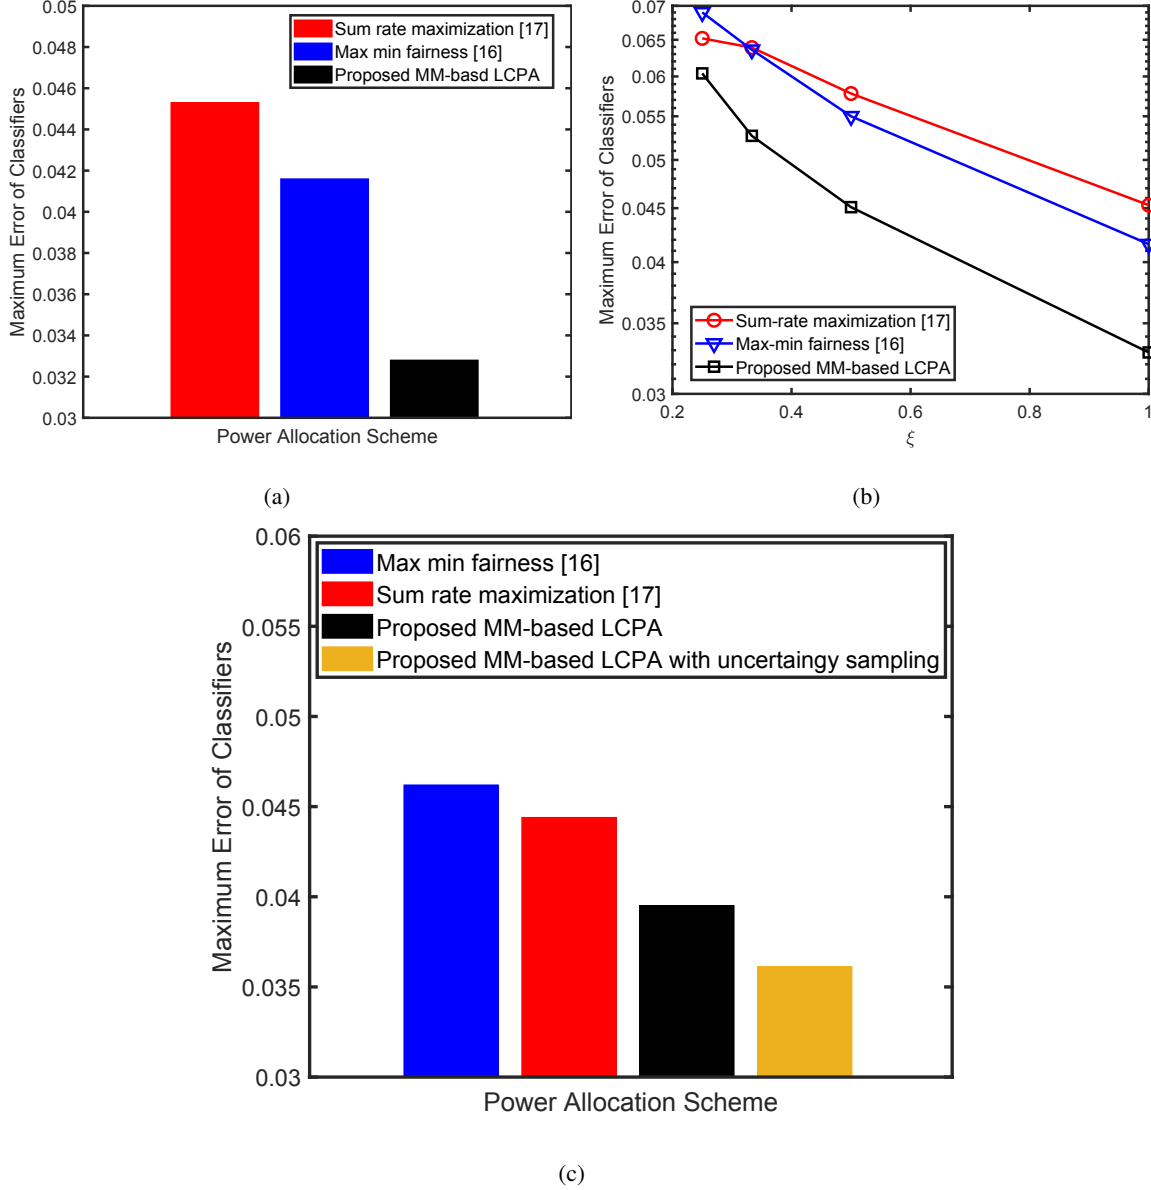 0.05
0.048
0.046
0.044
0.042
0.04
0.038
0.036
0.034
0.032
0.03
Maximum Error of Classifiers
Sum rate maximization [17]
Max min fairness [16]
Proposed MM-basd LCPA
Power Allocation Scheme
(a)
0.07
0.065
0.06
0.055
0.05
0.045
0.04
0.035
0.03
Maximum Error of Classifiers
Sum-rate maximization [17]
Max-min fairness [16]
Proposed MM-based LCPA
0.2 0.4 0.6 0.8 1
ξ
(b)
0.06
0.055
0.05
0.045
0.04
0.035
0.03
Maximum Error of Classifiers
Max min fairness [16]
Sum rate maximization [17]
Proposed MM-based LCPA
Proposed MM-based LCPA with uncertaingy sampling
Power Allocation Scheme
(c)